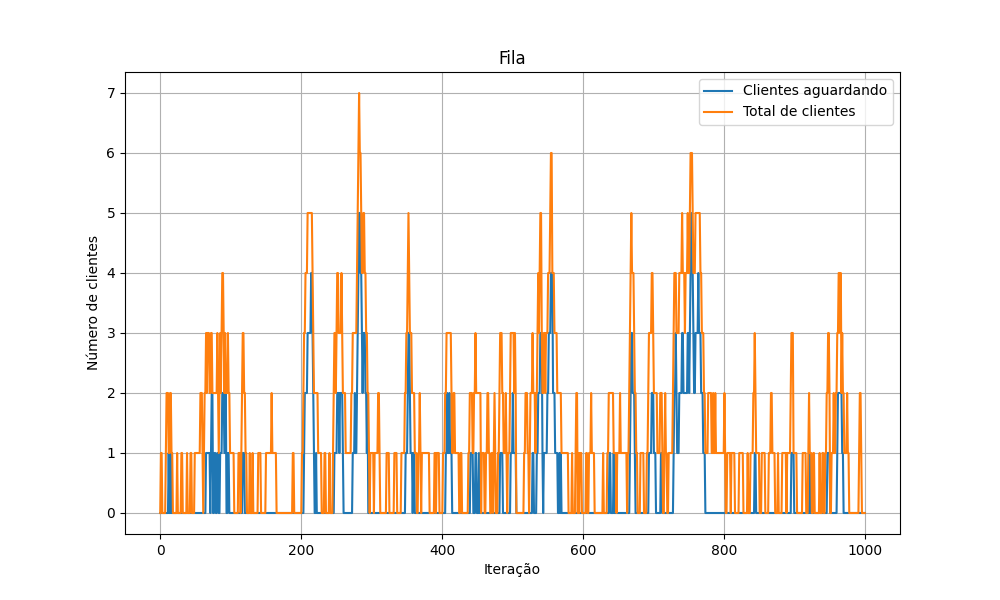 Fila
Clientes aguardando
Total de clientes
Número de clientes
7
6
5
4
3
2
1
0
0 200 400 600 800 1000
Iteração